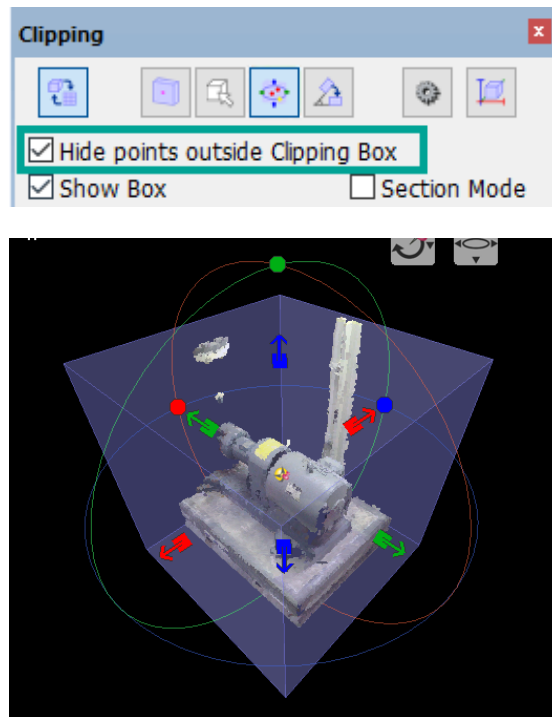 Clipping
x
Hide points outside Clipping Box
Show Box
Section Mode